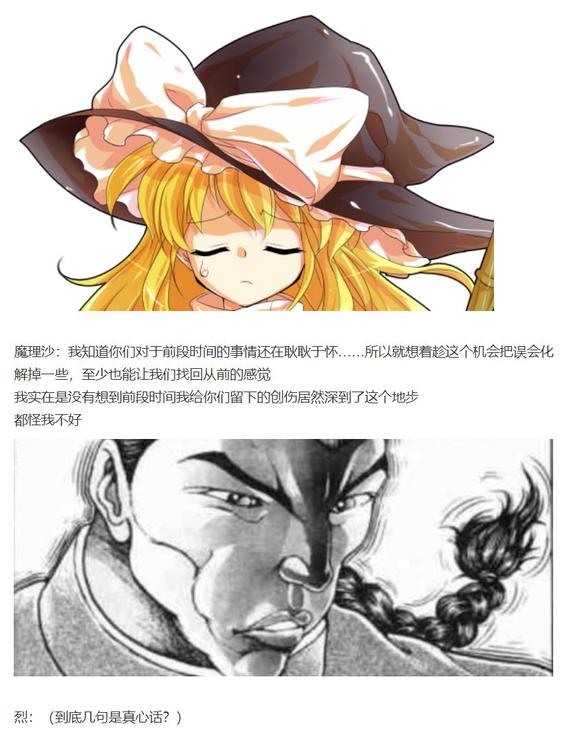 魔理沙：我知道你们对于前段时间的事情还在耿耿于怀……所以就想着趁这个机会把误会化
解掉一些，至少也能让我们找回从前的感觉
我实在是没有想到前段时间我给你们留下的创伤居然深到了这个地步
都怪我不好
烈：（到底几句是真心话？）